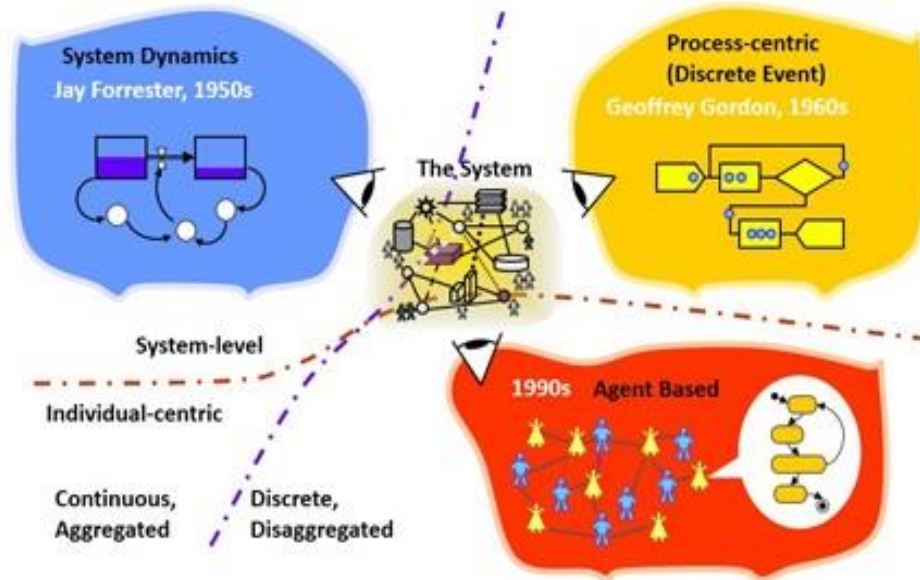 System Dynamics
Jay Forrester, 1950s
Process-centric
(Discrete Event)
Geoffrey Gordon, 1960s
The System
System-level
Individual-centric
1990s Agent Based
Continuous,
Aggregated
Discrete,
Disaggregated